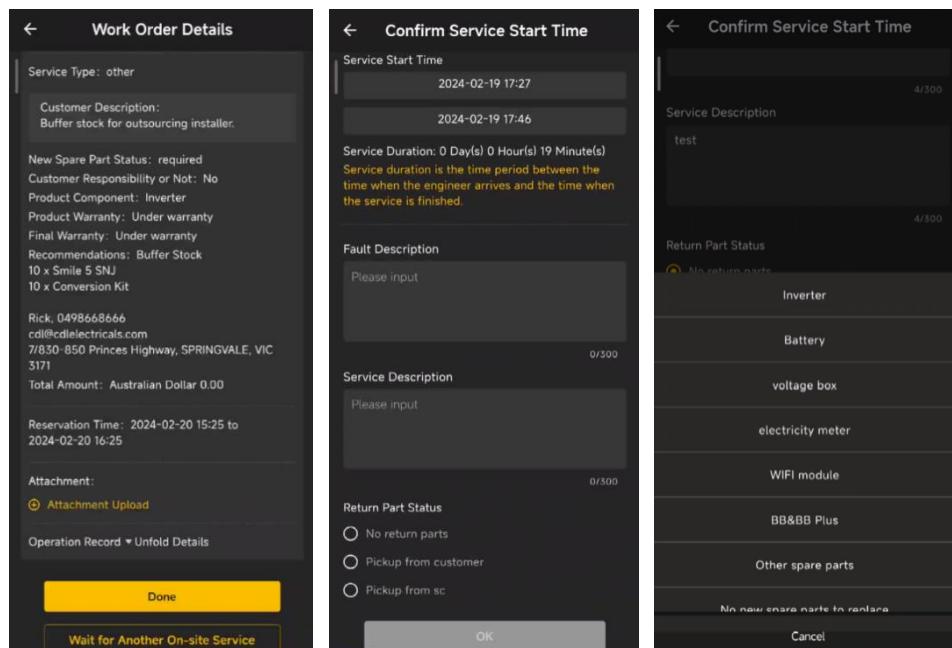 Work Order Details
Service Type: other
Customer Description:
Buffer stock for outsourcing installer.
New Spare Part Status: required
Customer Responsibility or Not: No
Product Component: Inverter
Product Warranty: Under warranty
Final Warranty: Under warranty
Recommendations: Buffer Stock
10 x Smile 5 SNJ
10 x Conversion Kit
Rick, 0498668666
cdl@cdlelectricals.com
7/830-850 Princes Highway, SPRINGVALE, VIC
3171
Total Amount: Australian Dollar 0.00
Reservation Time: 2024-02-20 15:25 to
2024-02-20 16:25
Attachment:
Attachment Upload
Operation Record ▾ Unfold Details
Done
Wait for Another On-site Service
Confirm Service Start Time
Service Start Time
2024-02-19 17:27
2024-02-19 17:46
Service Duration: 0 Day(s) 0 Hour(s) 19 Minute(s)
Service duration is the time period between the
time when the engineer arrives and the time when
the service is finished.
Fault Description
Please input
0/300
Service Description
Please input
0/300
Return Part Status
No return parts
Pickup from customer
Pickup from sc
OK
Confirm Service Start Time
4/300
Service Description
test
4/300
Return Part Status
No return parts
Inverter
Battery
voltage box
electricity meter
WIFI module
BB&BB Plus
Other spare parts
No new spare parts to replace
Cancel